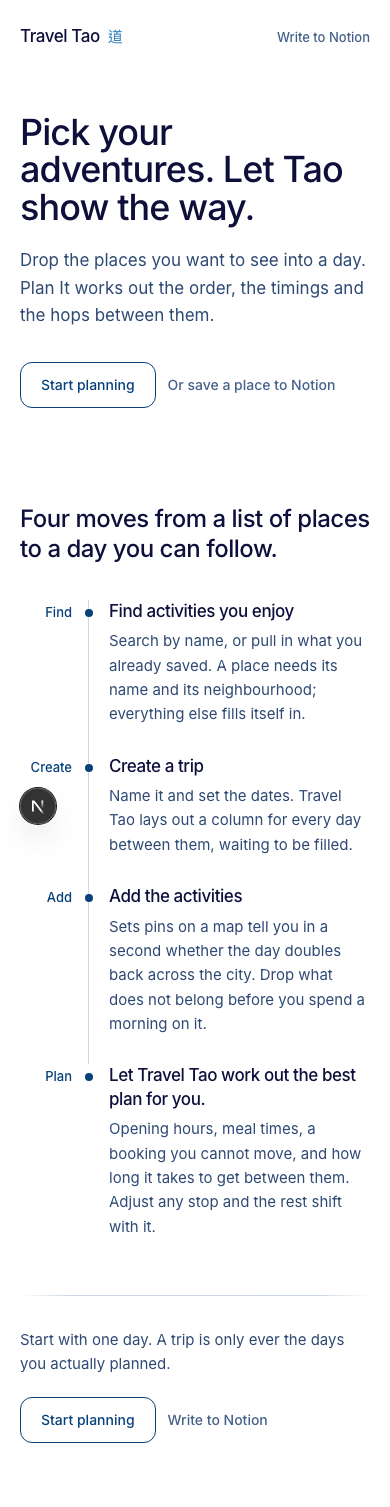 Travel Tao 道
Write to Notion
Pick your
adventures. Let Tao
show the way.
Drop the places you want to see into a day.
Plan It works out the order, the timings and
the hops between them.
Start planning
Or save a place to Notion
Four moves from a list of places
to a day you can follow.
Find
Find activities you enjoy
Search by name, or pull in what you
already saved. A place needs its
name and its neighbourhood;
everything else fills itself in.
Create
Create a trip
Name it and set the dates. Travel
Tao lays out a column for every day
between them, waiting to be filled.
N
Add
Add the activities
Sets pins on a map tell you in a
second whether the day doubles
back across the city. Drop what
does not belong before you spend a
morning on it.
Plan
Let Travel Tao work out the best
plan for you.
Opening hours, meal times, a
booking you cannot move, and how
long it takes to get between them.
Adjust any stop and the rest shift
with it.
Start with one day. A trip is only ever the days
you actually planned.
Start planning
Write to Notion